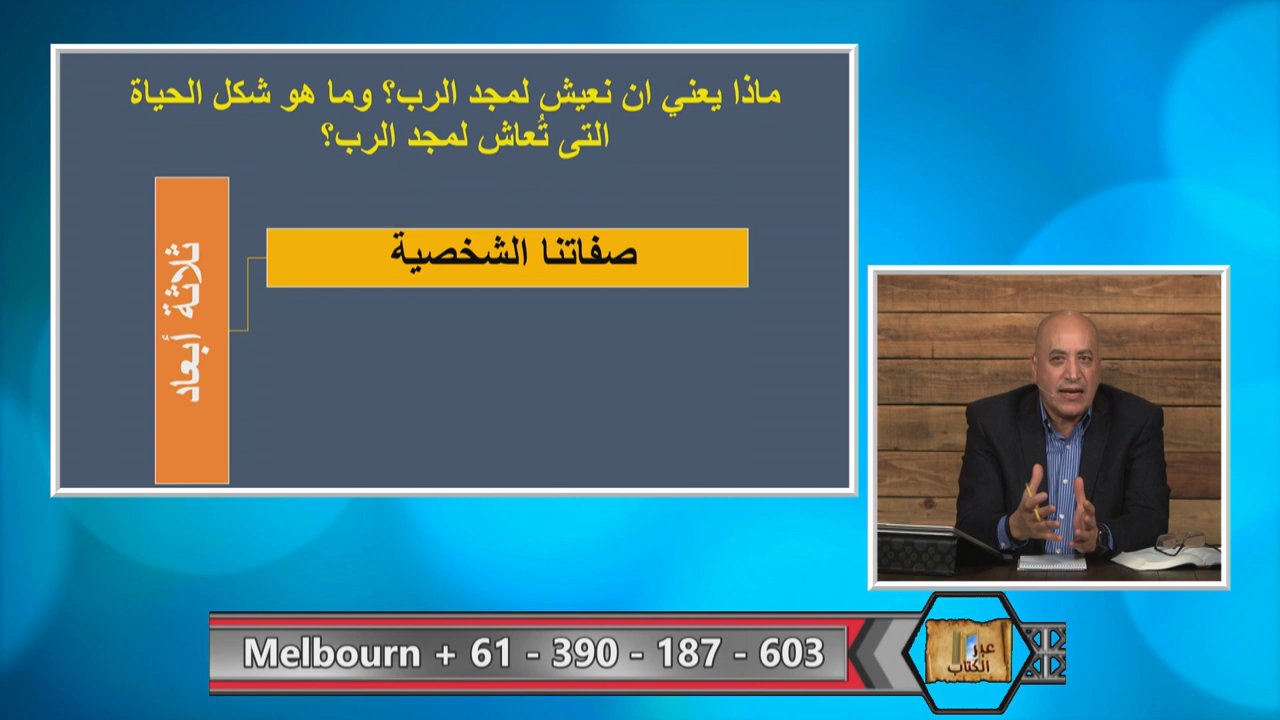 ماذا يعني ان نعيش لمجد الرب؟ وما هو شكل الحياة
التى تُعاش لمجد الرب؟
ثلاثة أبعاد
صفاتنا الشخصية
Melbourn + 61 - 390 - 187 - 603
عبر
الكتاب